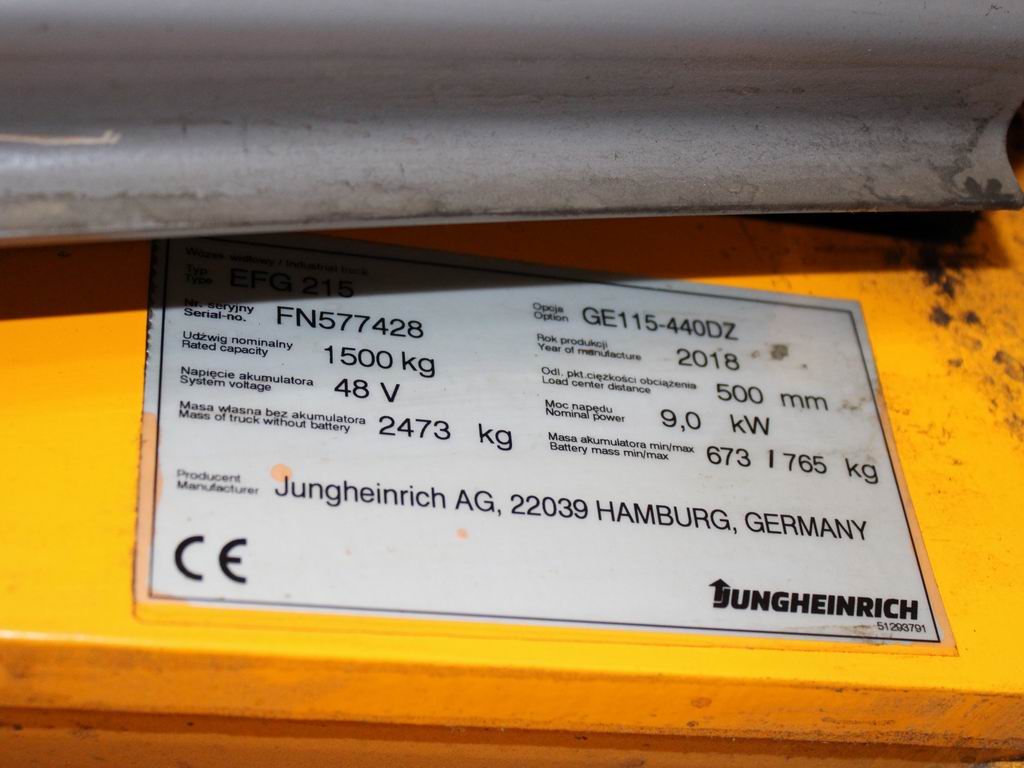 Wózek widłowy / Industrial truck
Typ
Type EFG 215
Nr. seryjny
Serial-no. FN577428
Opcja
Option GE115-440DZ
Udźwig nominalny
Rated capacity 1500 kg
Rok produkcji
Year of manufacture 2018
Napięcie akumulatora
System voltage 48 V
Odl. pkt.ciężkości obciążenia
Load center distance 500 mm
Masa własna bez akumulatora
Mass of truck without battery 2473 kg
Moc napędu
Nominal power 9,0 kW
Masa akumulatora min/max
Battery mass min/max 673 / 765 kg
Producent
Manufacturer Jungheinrich AG, 22039 HAMBURG, GERMANY
CE
JUNGHEINRICH
51293791